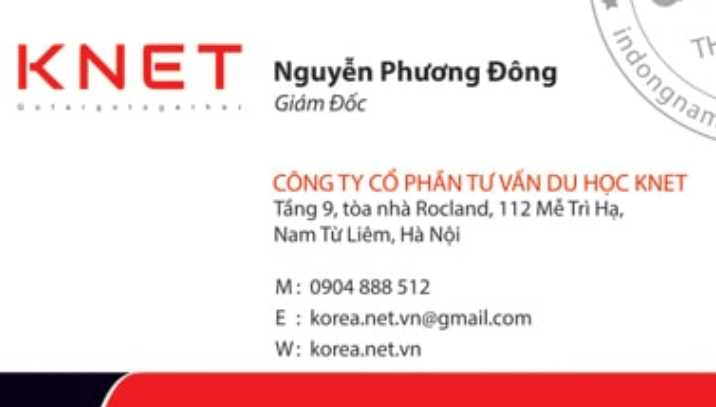 KNET
Gofargotogether
Nguyễn Phương Đông
Giám Đốc
CÔNG TY CỔ PHẦN TƯ VẤN DU HỌC KNET
Tầng 9, tòa nhà Rocland, 112 Mễ Trì Hạ,
Nam Từ Liêm, Hà Nội
M: 0904 888 512
E : korea.net.vn@gmail.com
W: korea.net.vn
indongnam